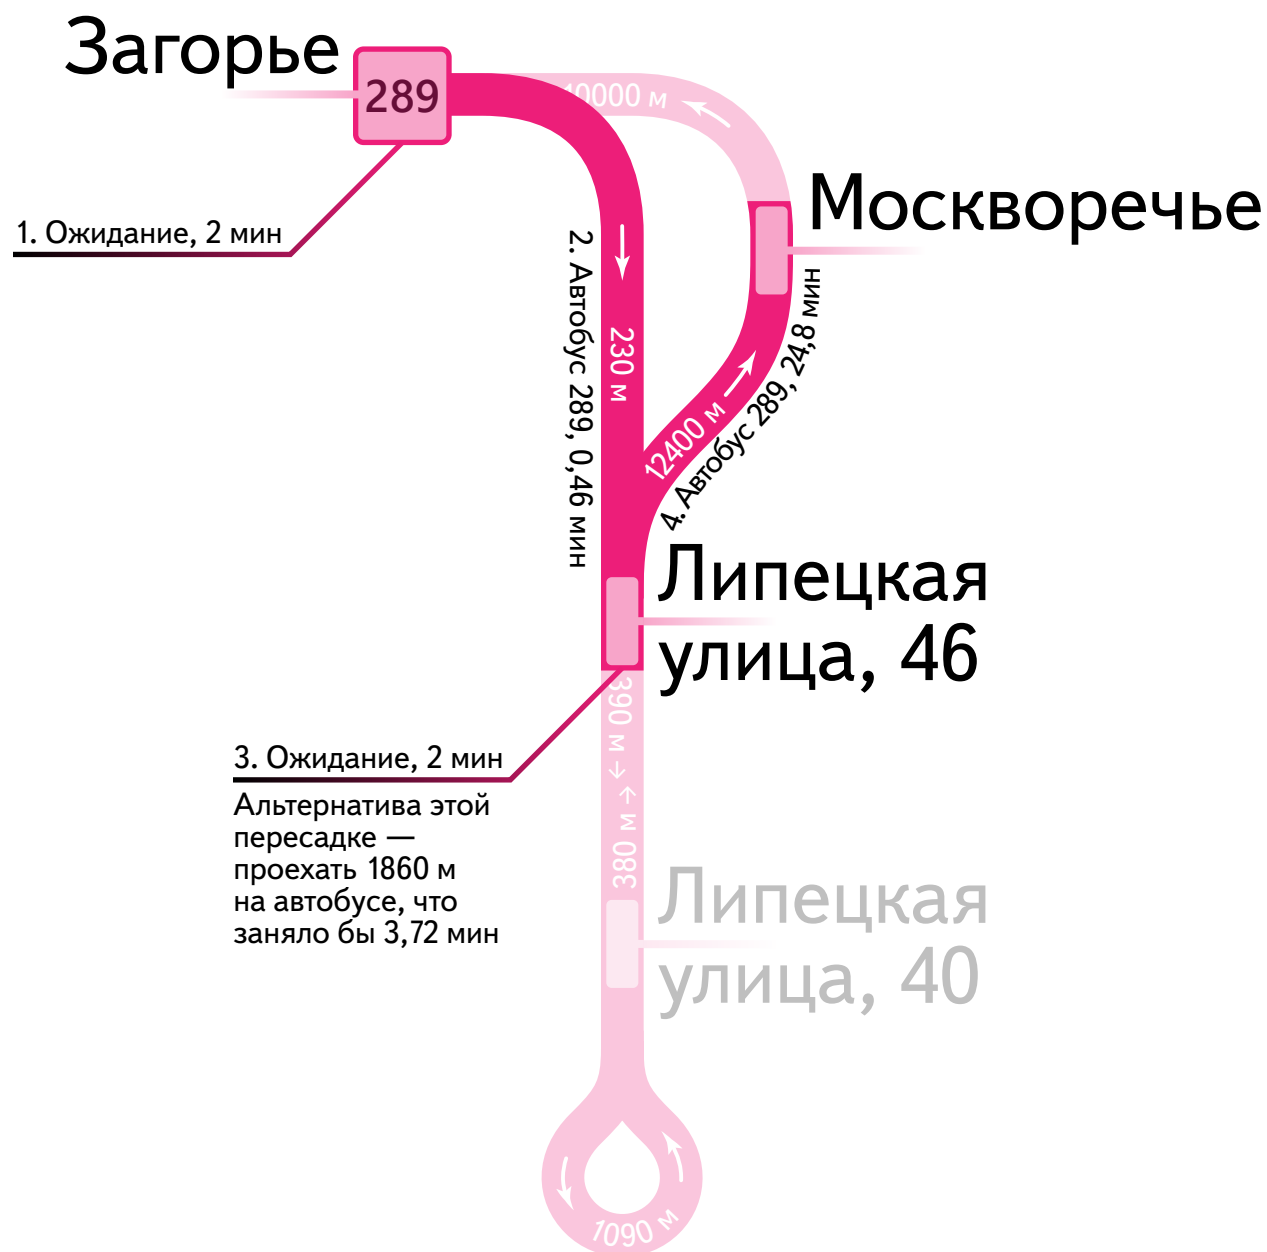 Загорье
289
10000 м
Москворечье
1. Ожидание, 2 мин
2. Автобус 289, 0,46 мин
230 м
12400 м
4. Автобус 289, 24,8 мин
Липецкая
улица, 46
390 м →
3. Ожидание, 2 мин
Альтернатива этой
пересадке —
проехать 1860 м
на автобусе, что
заняло бы 3,72 мин
380 м →
Липецкая
улица, 40
1090 м